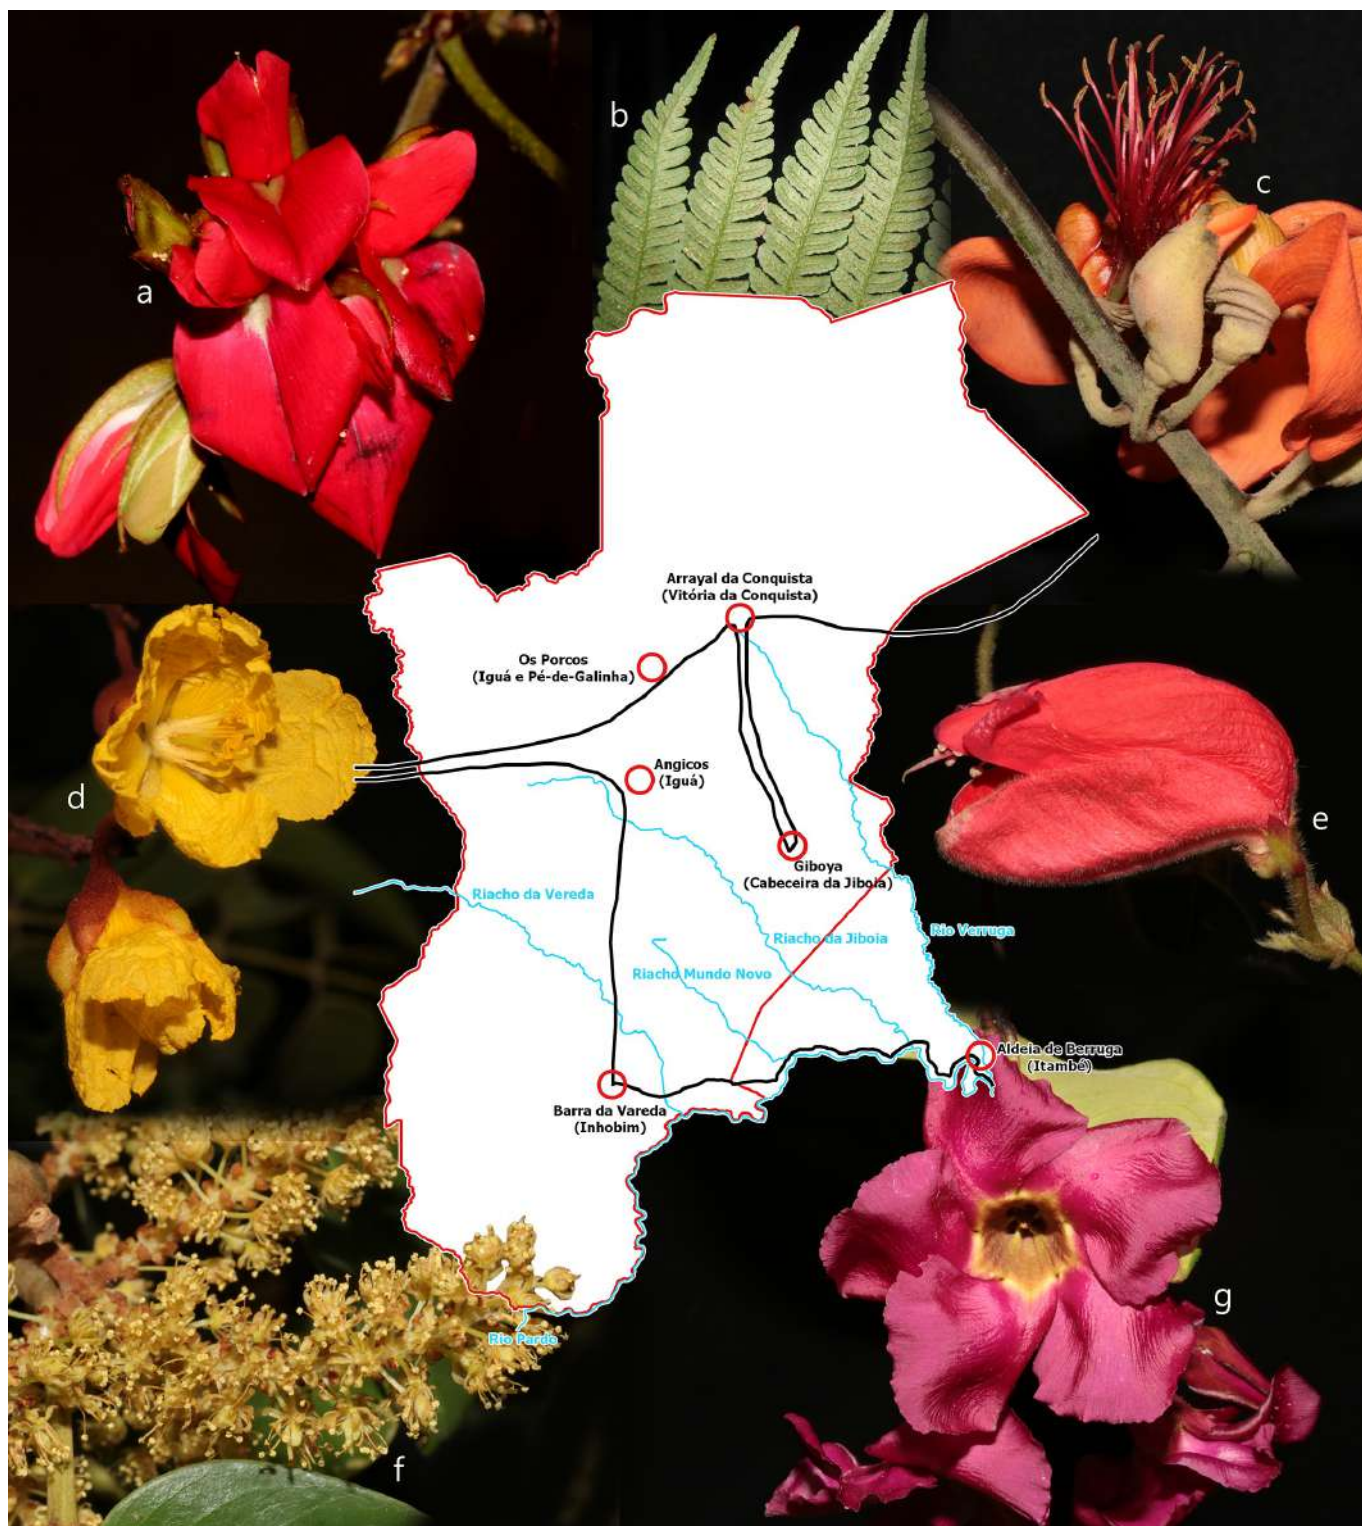 b
c
a
Arrayal da Conquista
(Vitória da Conquista)
Os Porcos
(Iguá e Pé-de-Galinha)
Angicos
(Iguá)
d
e
Giboya
(Cabeceira da Jiboia)
Riacho da Vereda
Rio Verruga
Riacho da Jiboia
Riacho Mundo Novo
Aldeia de Berruga
(Itambé)
Barra da Vareda
(Inhobim)
g
Rio Pardo
f